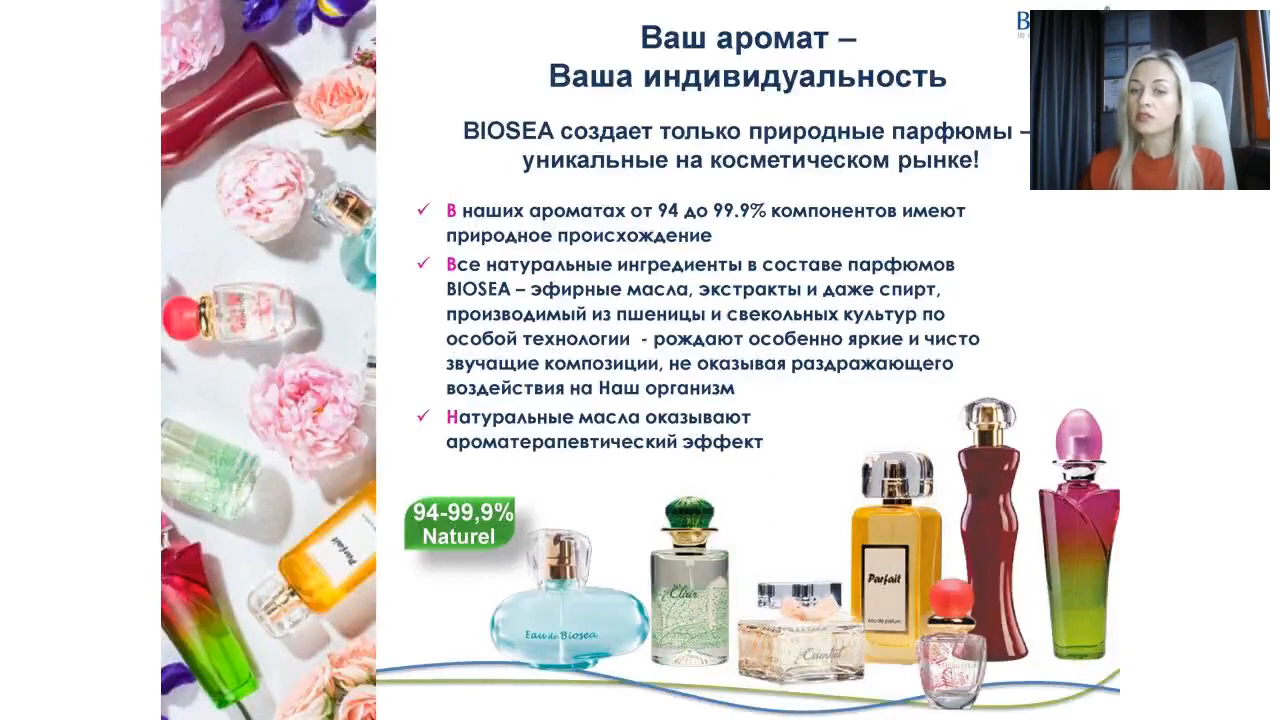 Ваш аромат –
Ваша индивидуальность
BIOSEA создает только природные парфюмы –
уникальные на косметическом рынке!
В наших ароматах от 94 до 99.9% компонентов имеют
природное происхождение
Все натуральные ингредиенты в составе парфюмов
BIOSEA – эфирные масла, экстракты и даже спирт,
производимый из пшеницы и свекольных культур по
особой технологии - рождают особенно яркие и чисто
звучащие композиции, не оказывая раздражающего
воздействия на Наш организм
Натуральные масла оказывают
ароматерапевтический эффект
94-99,9%
Naturel
Eau de Biosea
Elixir
Essentiel
Parfait
eau de parfum
Parfait